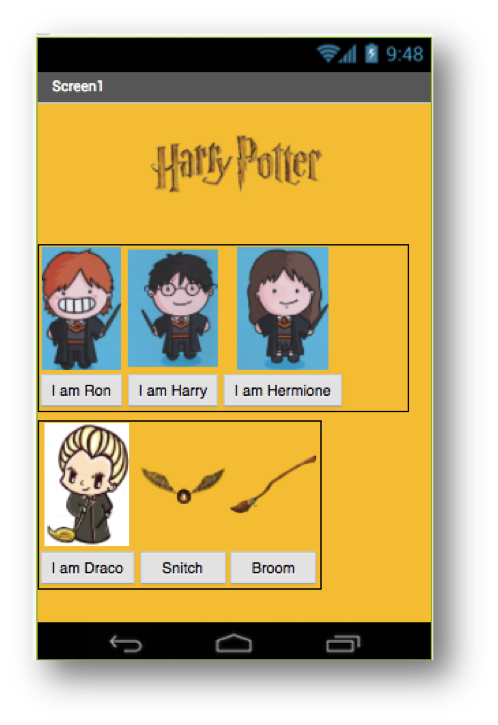 9:48
Screen1
Harry Potter
I am Ron
I am Harry
I am Hermione
I am Draco
Snitch
Broom